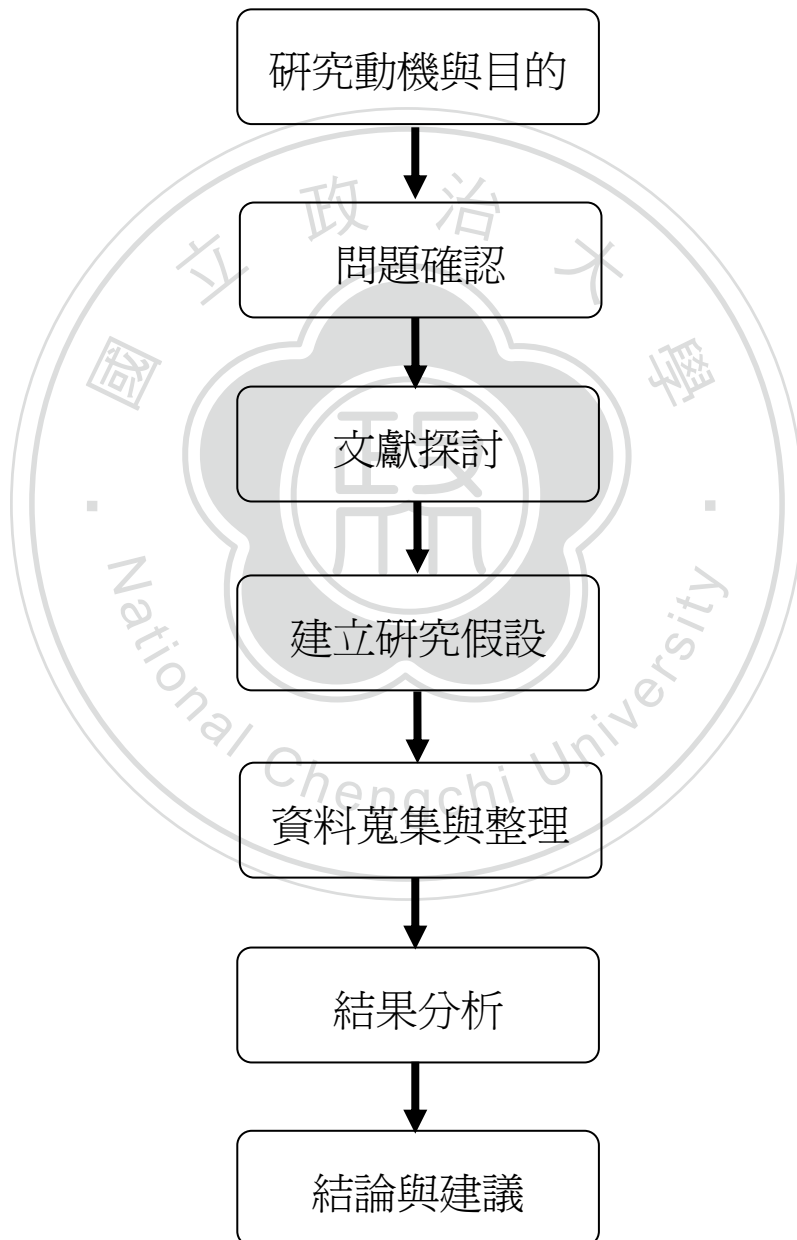 研究動機與目的
國立政治大學
問題確認
文獻探討
政
建立研究假設
National Chengchi University
資料蒐集與整理
結果分析
結論與建議